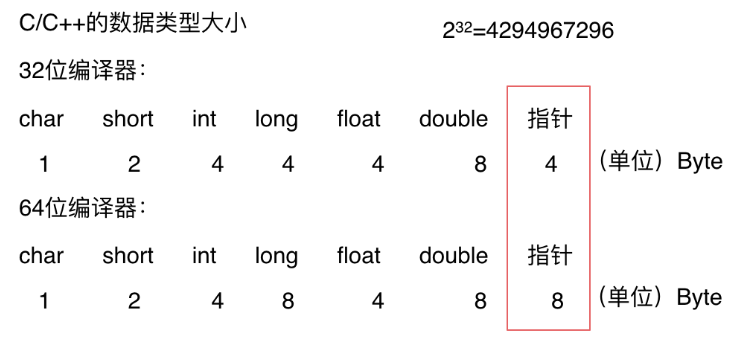 C/C++的数据类型大小
2³²=4294967296
32位编译器：
char short int long float double 指针
1 2 4 4 4 8 4 （单位）Byte
64位编译器：
char short int long float double 指针
1 2 4 8 4 8 8 （单位）Byte